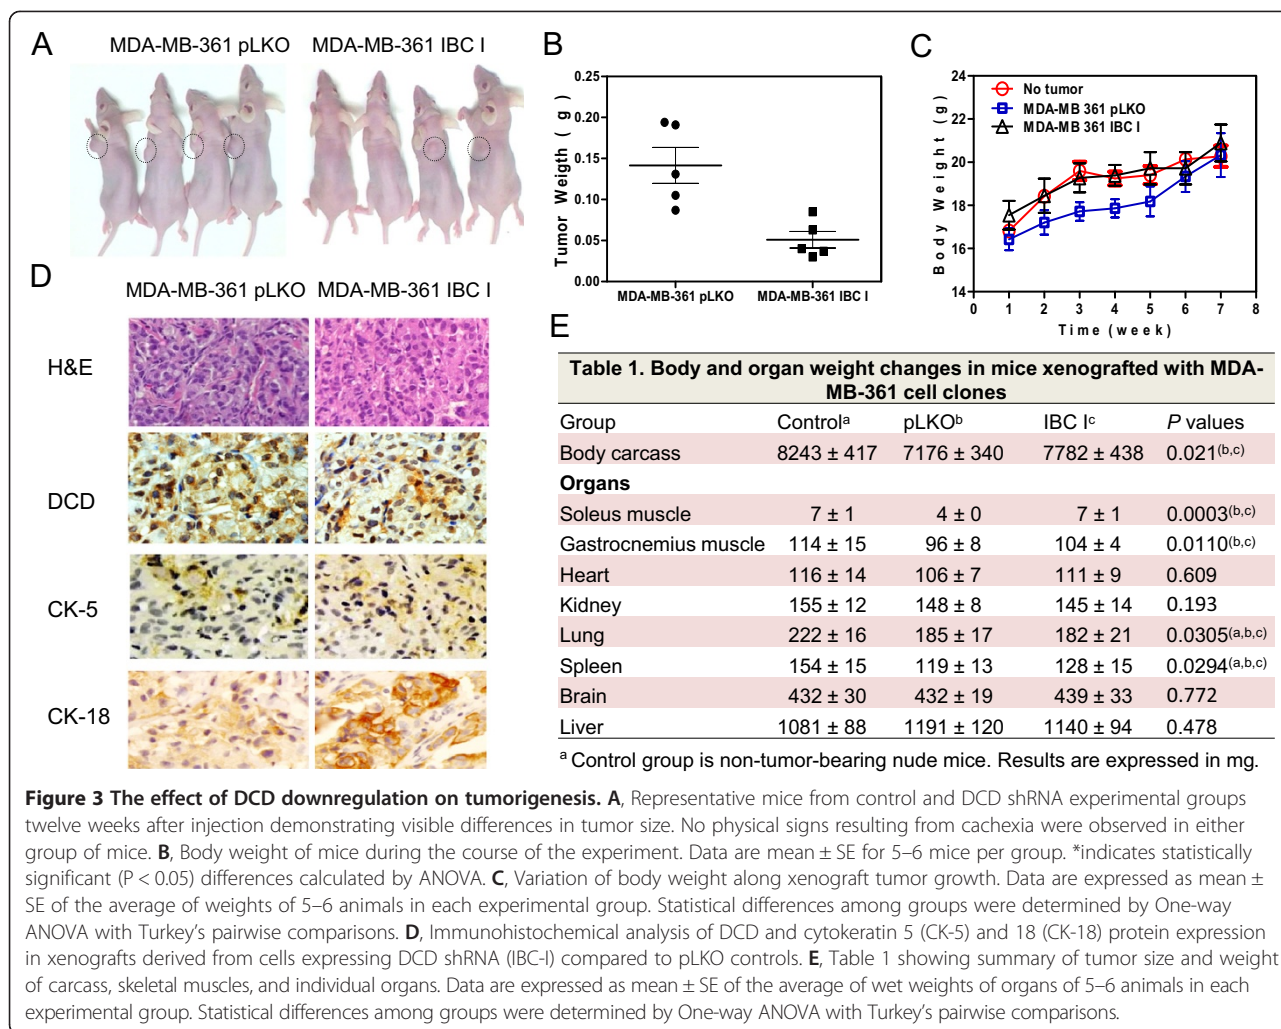 A
MDA-MB-361 pLKO
MDA-MB-361 IBC I
B
Tumor Weigth ( g )
0.25
0.20
0.15
0.10
0.05
0.00
MDA-MB-361 pLKO
MDA-MB-361 IBC I
C
Body Weight (g)
24
22
20
18
16
14
No tumor
MDA-MB 361 pLKO
MDA-MB 361 IBC I
0 1 2 3 4 5 6 7 8
Time (week)
D
MDA-MB-361 pLKO
MDA-MB-361 IBC I
H&E
DCD
CK-5
CK-18
E
Table 1. Body and organ weight changes in mice xenografted with MDA-
MB-361 cell clones
Group Controlᵃ pLKOᵇ IBC Iᶜ P values
Body carcass 8243 ± 417 7176 ± 340 7782 ± 438 0.021⁽ᵇ,ᶜ⁾
Organs
Soleus muscle 7 ± 1 4 ± 0 7 ± 1 0.0003⁽ᵇ,ᶜ⁾
Gastrocnemius muscle 114 ± 15 96 ± 8 104 ± 4 0.0110⁽ᵇ,ᶜ⁾
Heart 116 ± 14 106 ± 7 111 ± 9 0.609
Kidney 155 ± 12 148 ± 8 145 ± 14 0.193
Lung 222 ± 16 185 ± 17 182 ± 21 0.0305⁽ᵃ,ᵇ,ᶜ⁾
Spleen 154 ± 15 119 ± 13 128 ± 15 0.0294⁽ᵃ,ᵇ,ᶜ⁾
Brain 432 ± 30 432 ± 19 439 ± 33 0.772
Liver 1081 ± 88 1191 ± 120 1140 ± 94 0.478
ᵃ Control group is non-tumor-bearing nude mice. Results are expressed in mg.
Figure 3 The effect of DCD downregulation on tumorigenesis. A, Representative mice from control and DCD shRNA experimental groups
twelve weeks after injection demonstrating visible differences in tumor size. No physical signs resulting from cachexia were observed in either
group of mice. B, Body weight of mice during the course of the experiment. Data are mean ± SE for 5–6 mice per group. *indicates statistically
significant (P < 0.05) differences calculated by ANOVA. C, Variation of body weight along xenograft tumor growth. Data are expressed as mean ±
SE of the average of weights of 5–6 animals in each experimental group. Statistical differences among groups were determined by One-way
ANOVA with Turkey's pairwise comparisons. D, Immunohistochemical analysis of DCD and cytokeratin 5 (CK-5) and 18 (CK-18) protein expression
in xenografts derived from cells expressing DCD shRNA (IBC-I) compared to pLKO controls. E, Table 1 showing summary of tumor size and weight
of carcass, skeletal muscles, and individual organs. Data are expressed as mean ± SE of the average of wet weights of organs of 5–6 animals in each
experimental group. Statistical differences among groups were determined by One-way ANOVA with Turkey's pairwise comparisons.